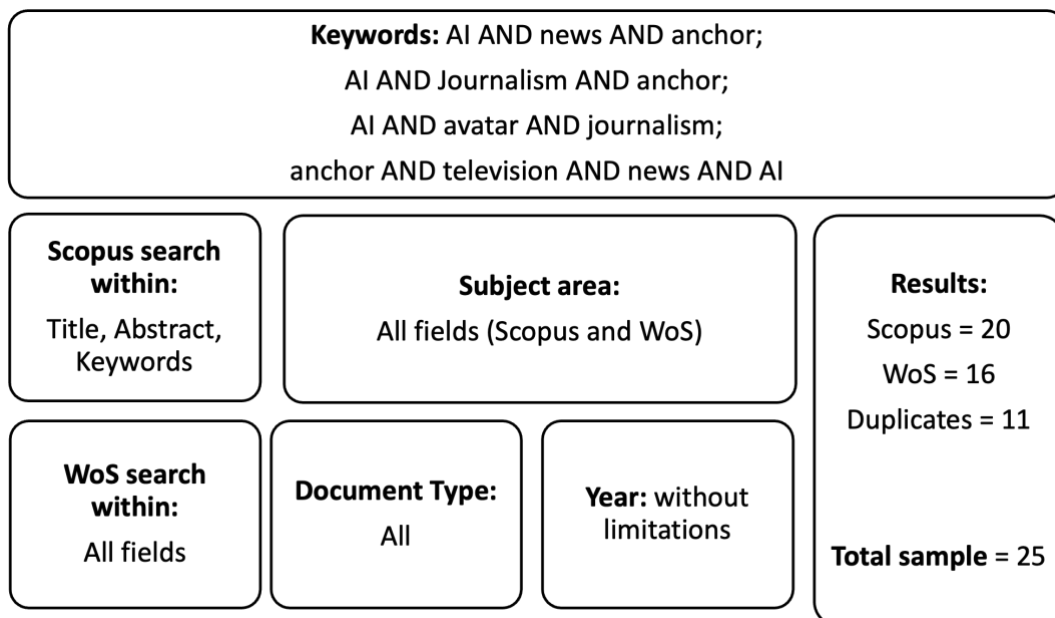 Keywords: AI AND news AND anchor;
AI AND Journalism AND anchor;
AI AND avatar AND journalism;
anchor AND television AND news AND AI
Scopus search
within:
Title, Abstract,
Keywords
Subject area:
All fields (Scopus and WoS)
Results:
Scopus = 20
WoS = 16
Duplicates = 11
Total sample = 25
WoS search
within:
All fields
Document Type:
All
Year: without
limitations